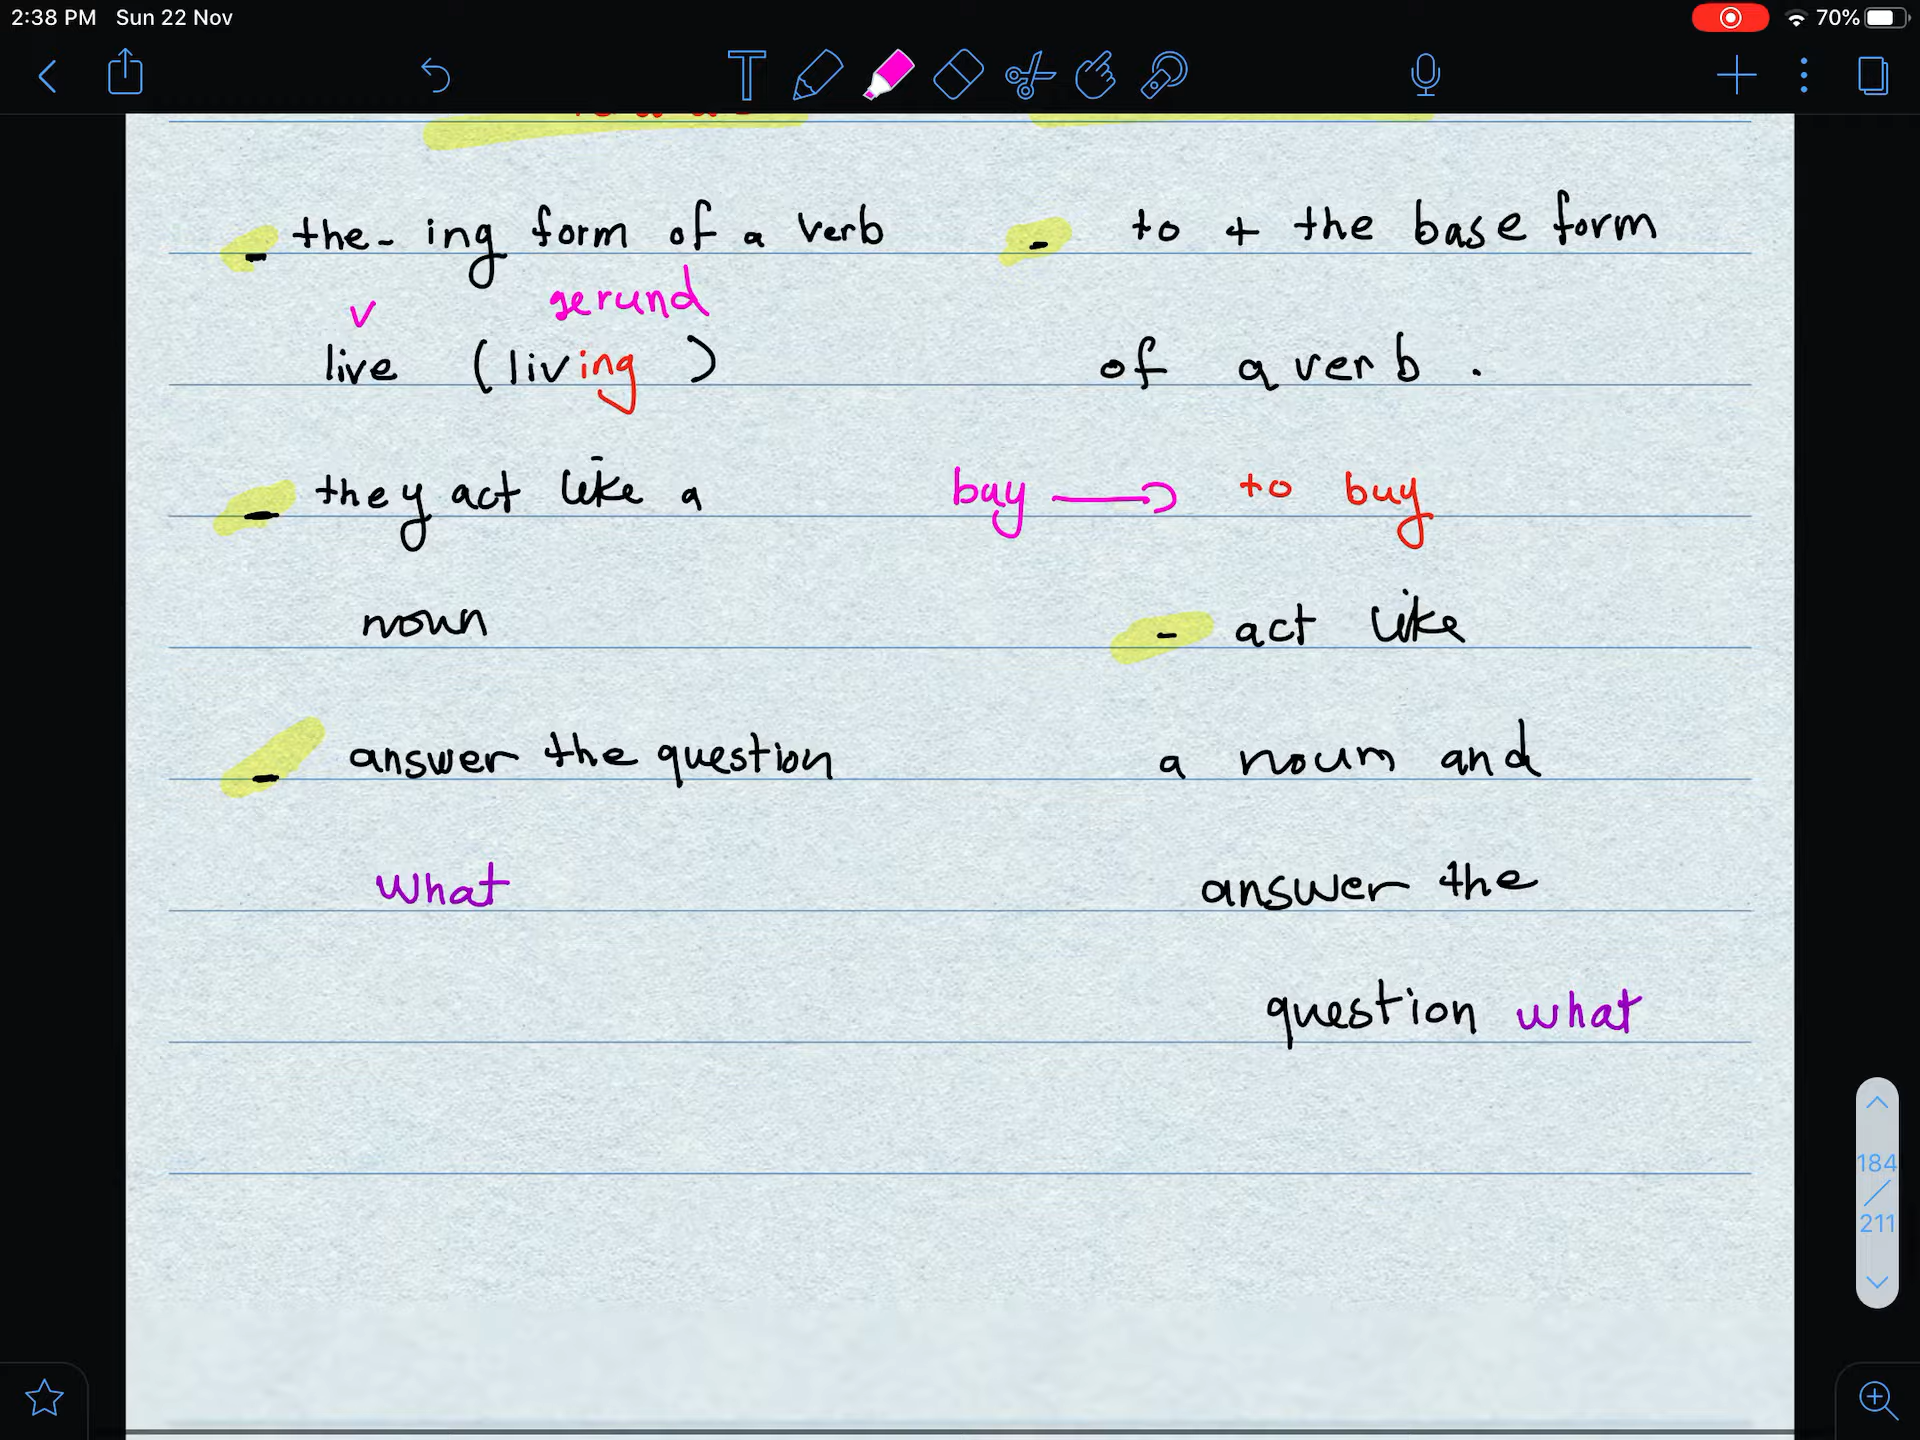 2:38 PM Sun 22 Nov
70%
the- ing form of a verb
v gerund
live (living )
they act like a
noun
answer the question
what
to + the base form
of a verb .
buy → to buy
- act like
a noun and
answer the
question what
184
/
211